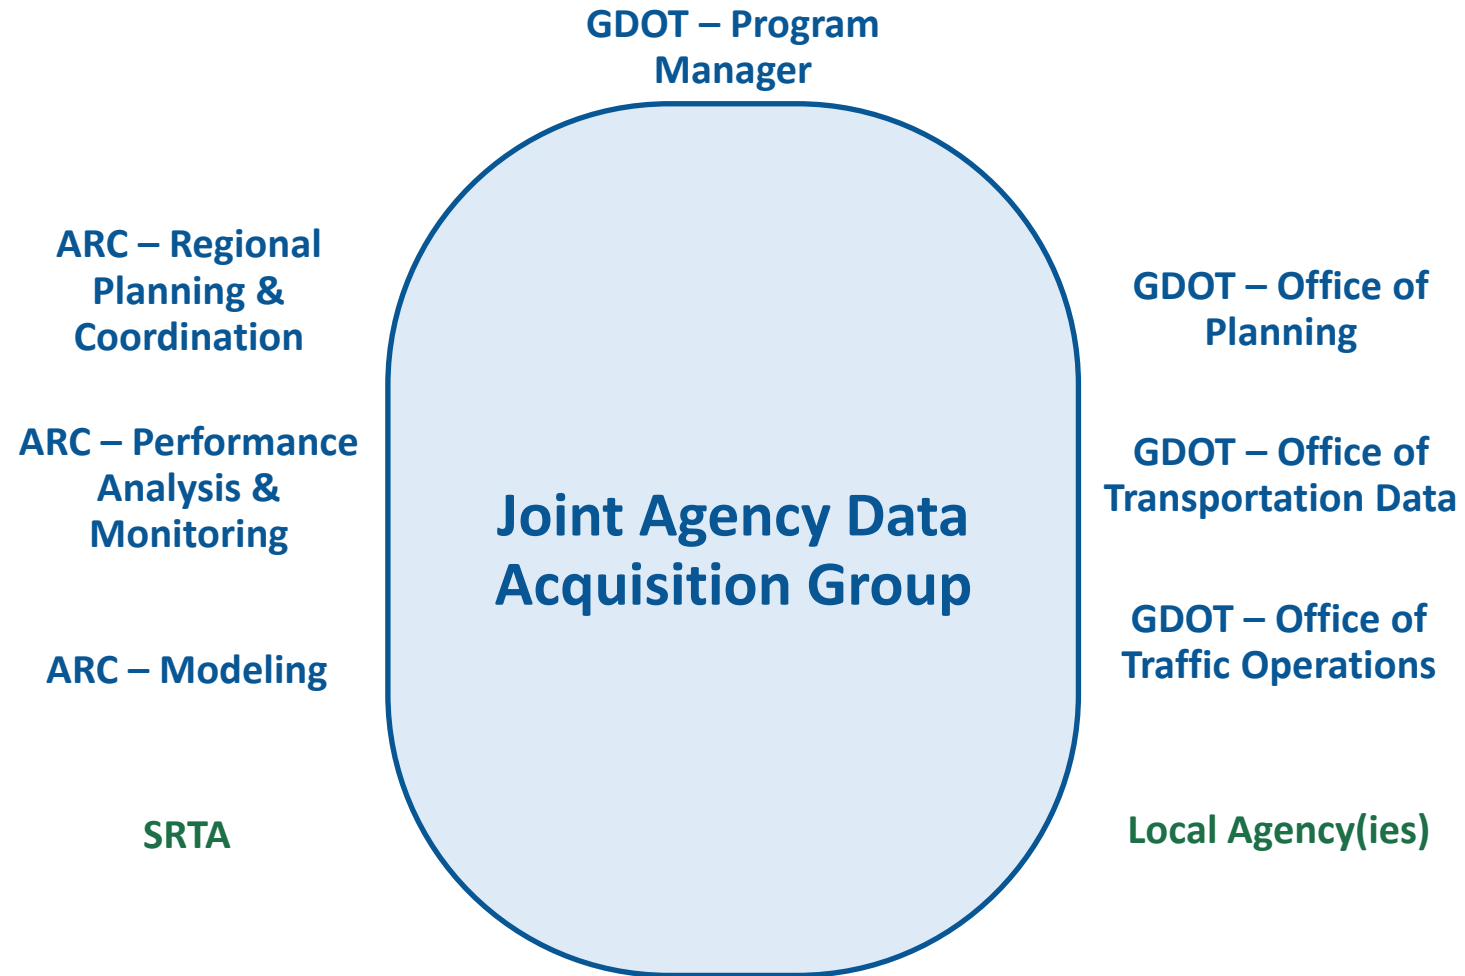 GDOT – Program
Manager
ARC – Regional
Planning &
Coordination
ARC – Performance
Analysis &
Monitoring
ARC – Modeling
SRTA
Joint Agency Data
Acquisition Group
GDOT – Office of
Planning
GDOT – Office of
Transportation Data
GDOT – Office of
Traffic Operations
Local Agency(ies)